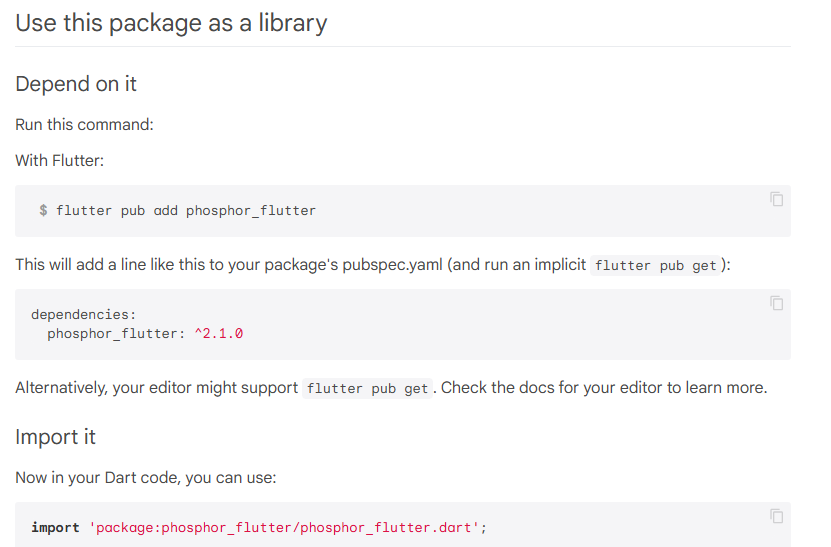 Use this package as a library
Depend on it
Run this command:
With Flutter:
$ flutter pub add phosphor_flutter
This will add a line like this to your package's pubspec.yaml (and run an implicit flutter pub get ):
dependencies:
  phosphor_flutter: ^2.1.0
Alternatively, your editor might support flutter pub get . Check the docs for your editor to learn more.
Import it
Now in your Dart code, you can use:
import 'package:phosphor_flutter/phosphor_flutter.dart';